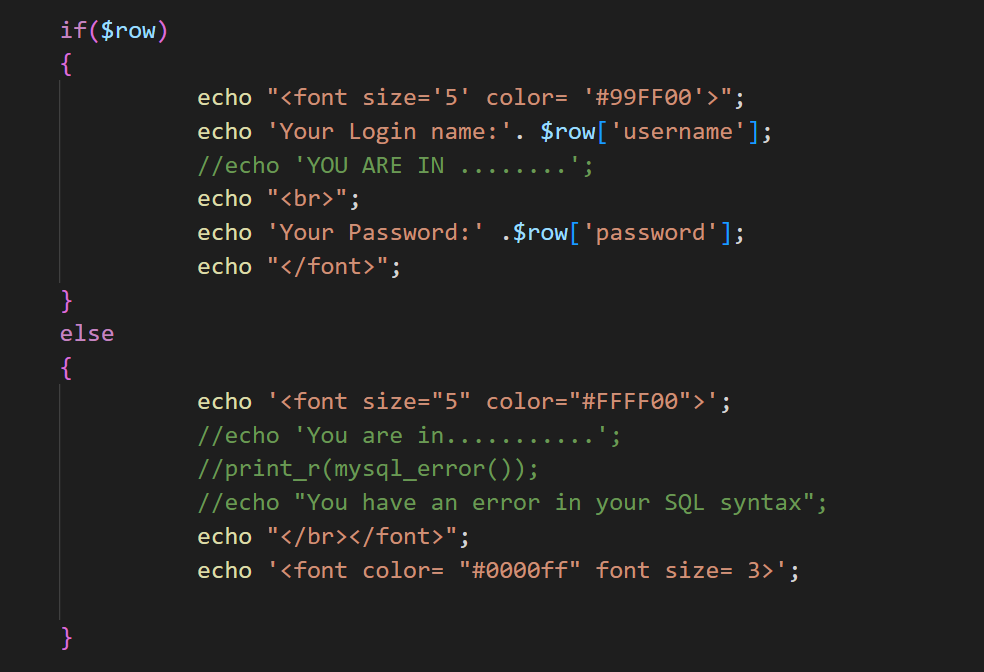 if($row)
{
echo "<font size='5' color= '#99FF00'>";
echo 'Your Login name:'. $row['username'];
//echo 'YOU ARE IN ........';
echo "<br>";
echo 'Your Password:' .$row['password'];
echo "</font>";
}
else
{
echo '<font size="5" color="#FFFF00">';
//echo 'You are in...........';
//print_r(mysql_error());
//echo "You have an error in your SQL syntax";
echo "</br></font>";
echo '<font color= "#0000ff" font size= 3>';
}